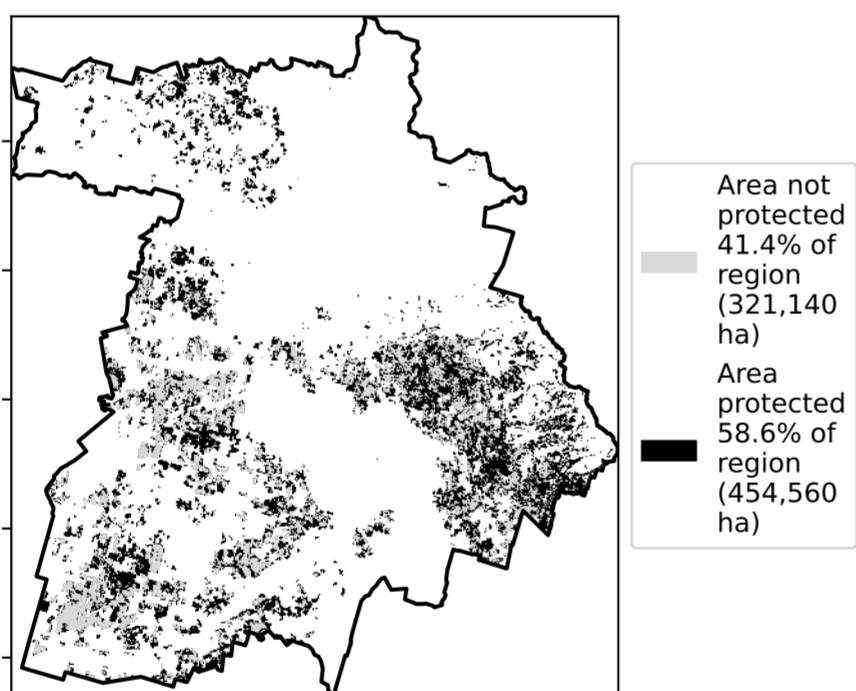 Area not
protected
41.4% of
region
(321,140
ha)
Area
protected
58.6% of
region
(454,560
ha)